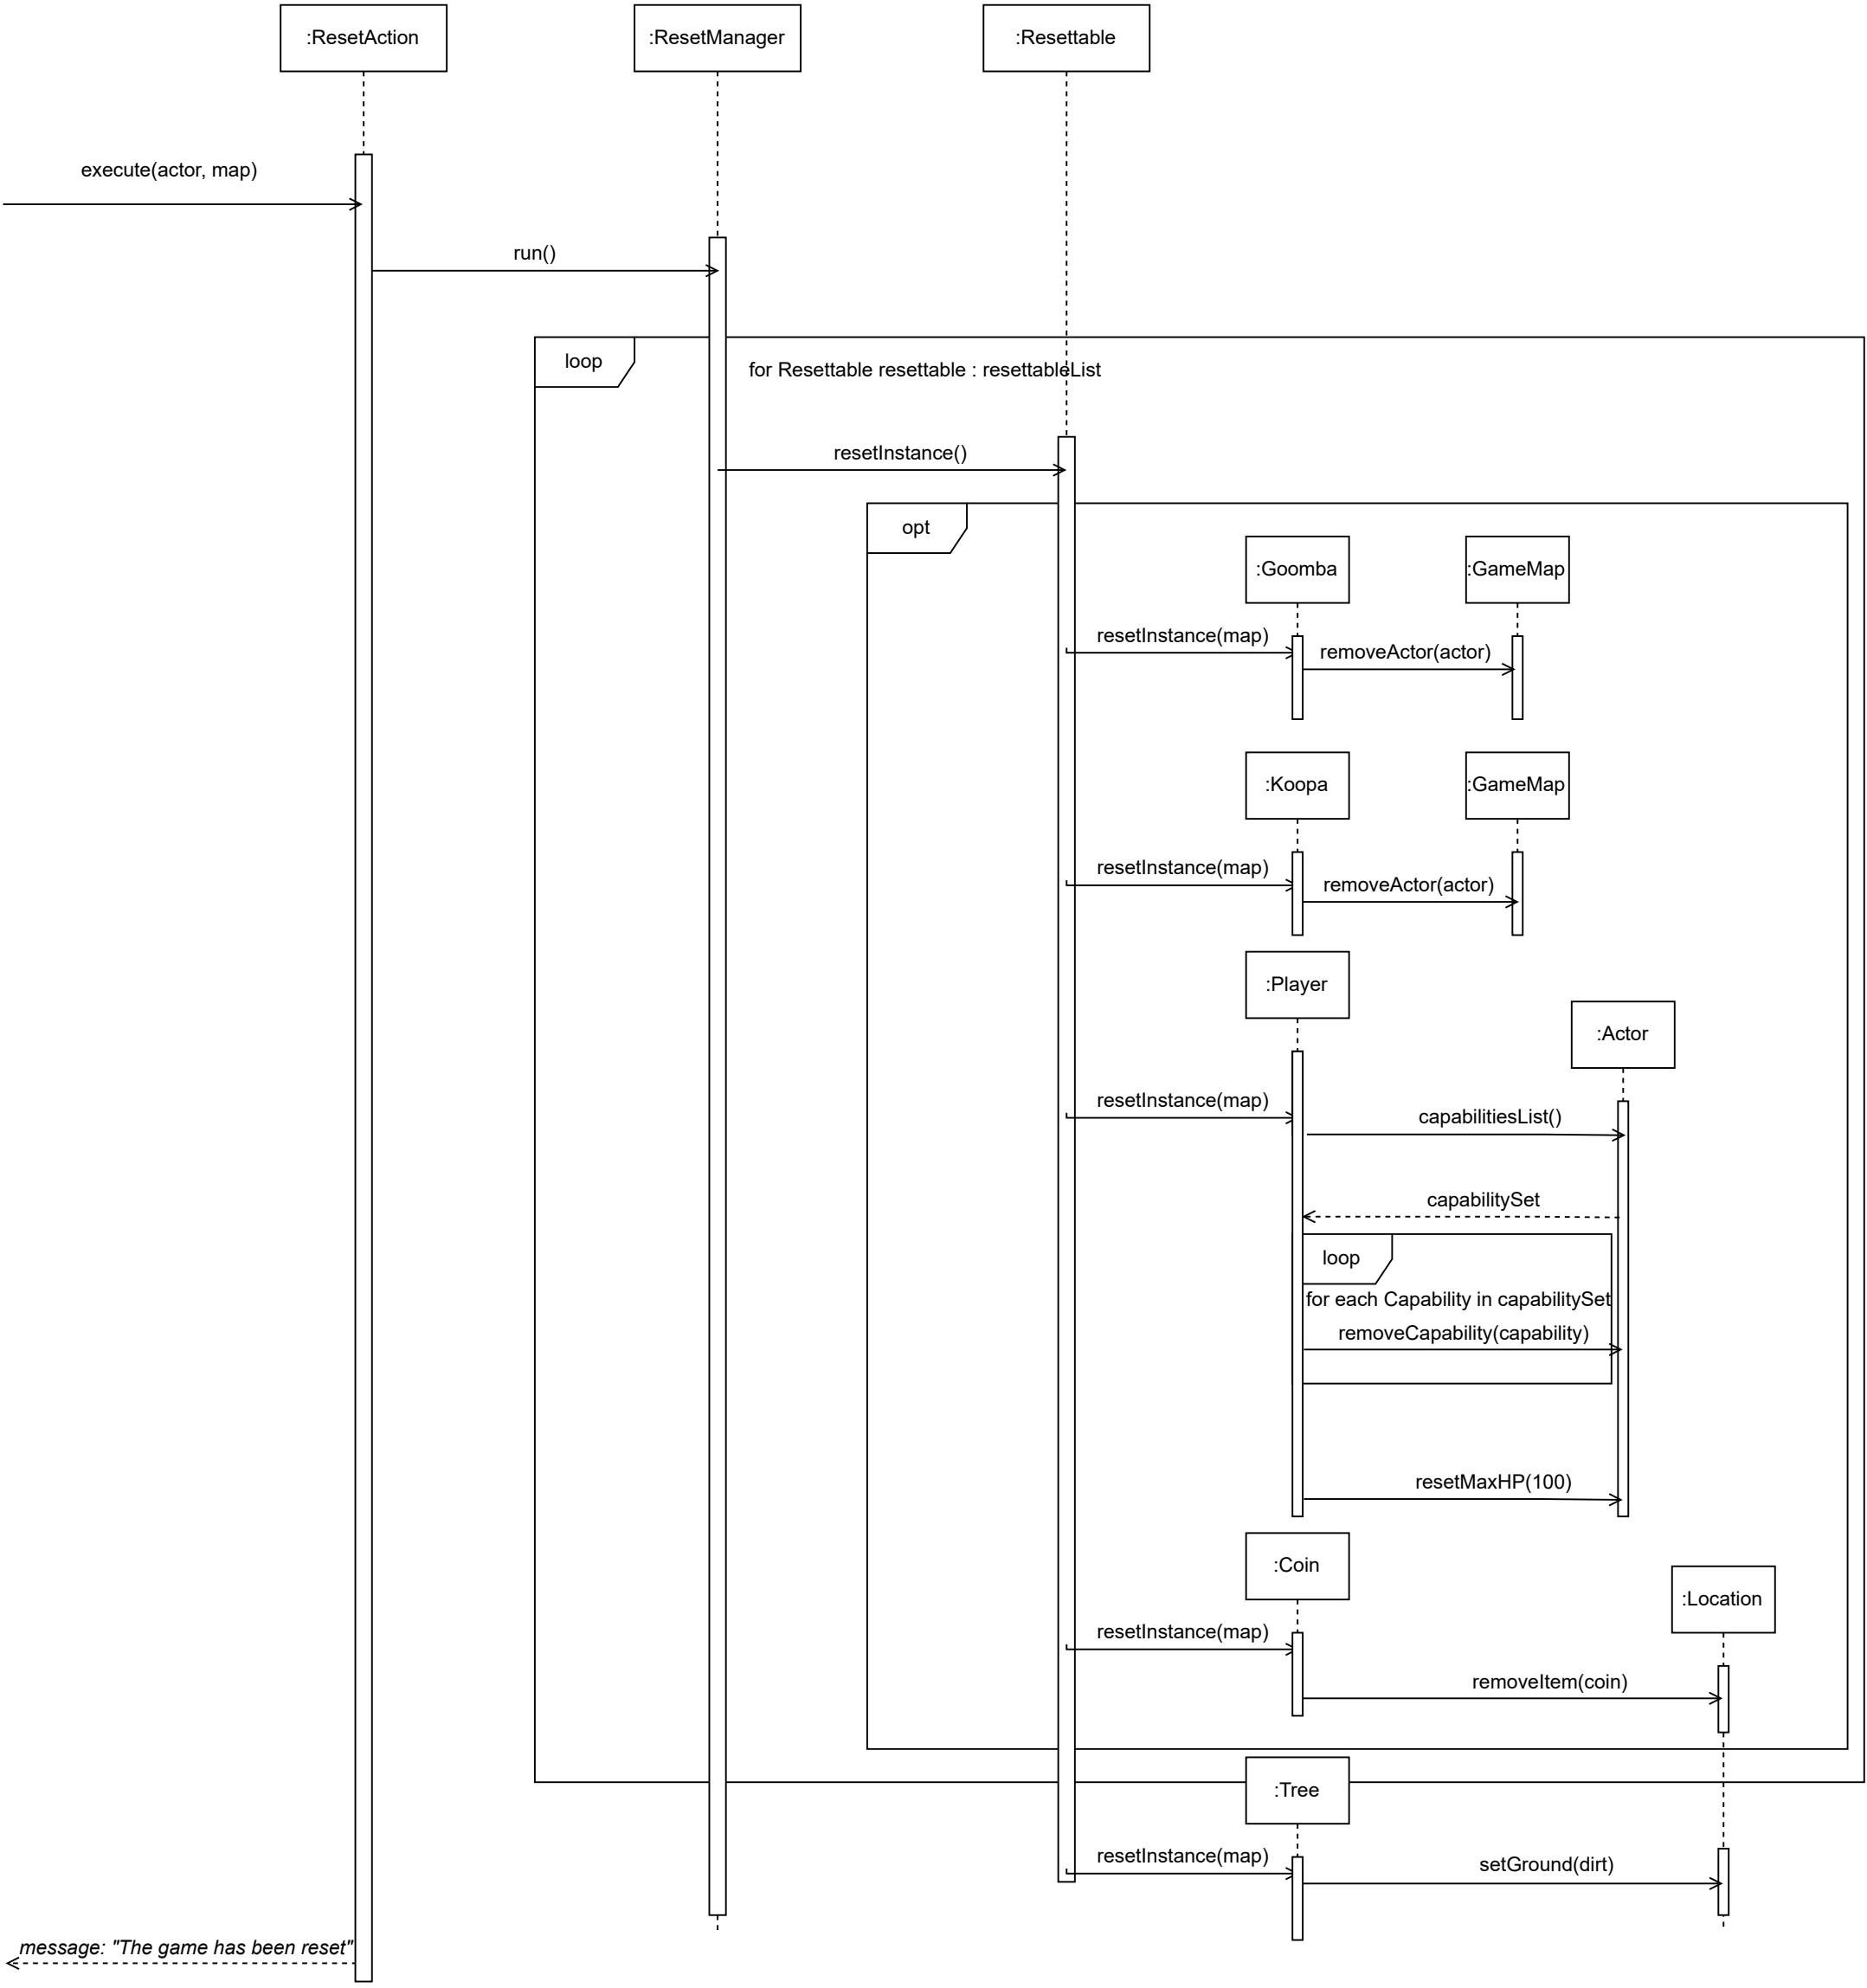 :ResetAction
:ResetManager
:Resettable
execute(actor, map)
run()
loop
for Resettable resettable : resettableList
resetInstance()
opt
:Goomba
:GameMap
resetInstance(map)
removeActor(actor)
:Koopa
:GameMap
resetInstance(map)
removeActor(actor)
:Player
:Actor
resetInstance(map)
capabilitiesList()
capabilitySet
loop
for each Capability in capabilitySet
removeCapability(capability)
resetMaxHP(100)
:Coin
:Location
resetInstance(map)
removeItem(coin)
:Tree
resetInstance(map)
setGround(dirt)
message: "The game has been reset"